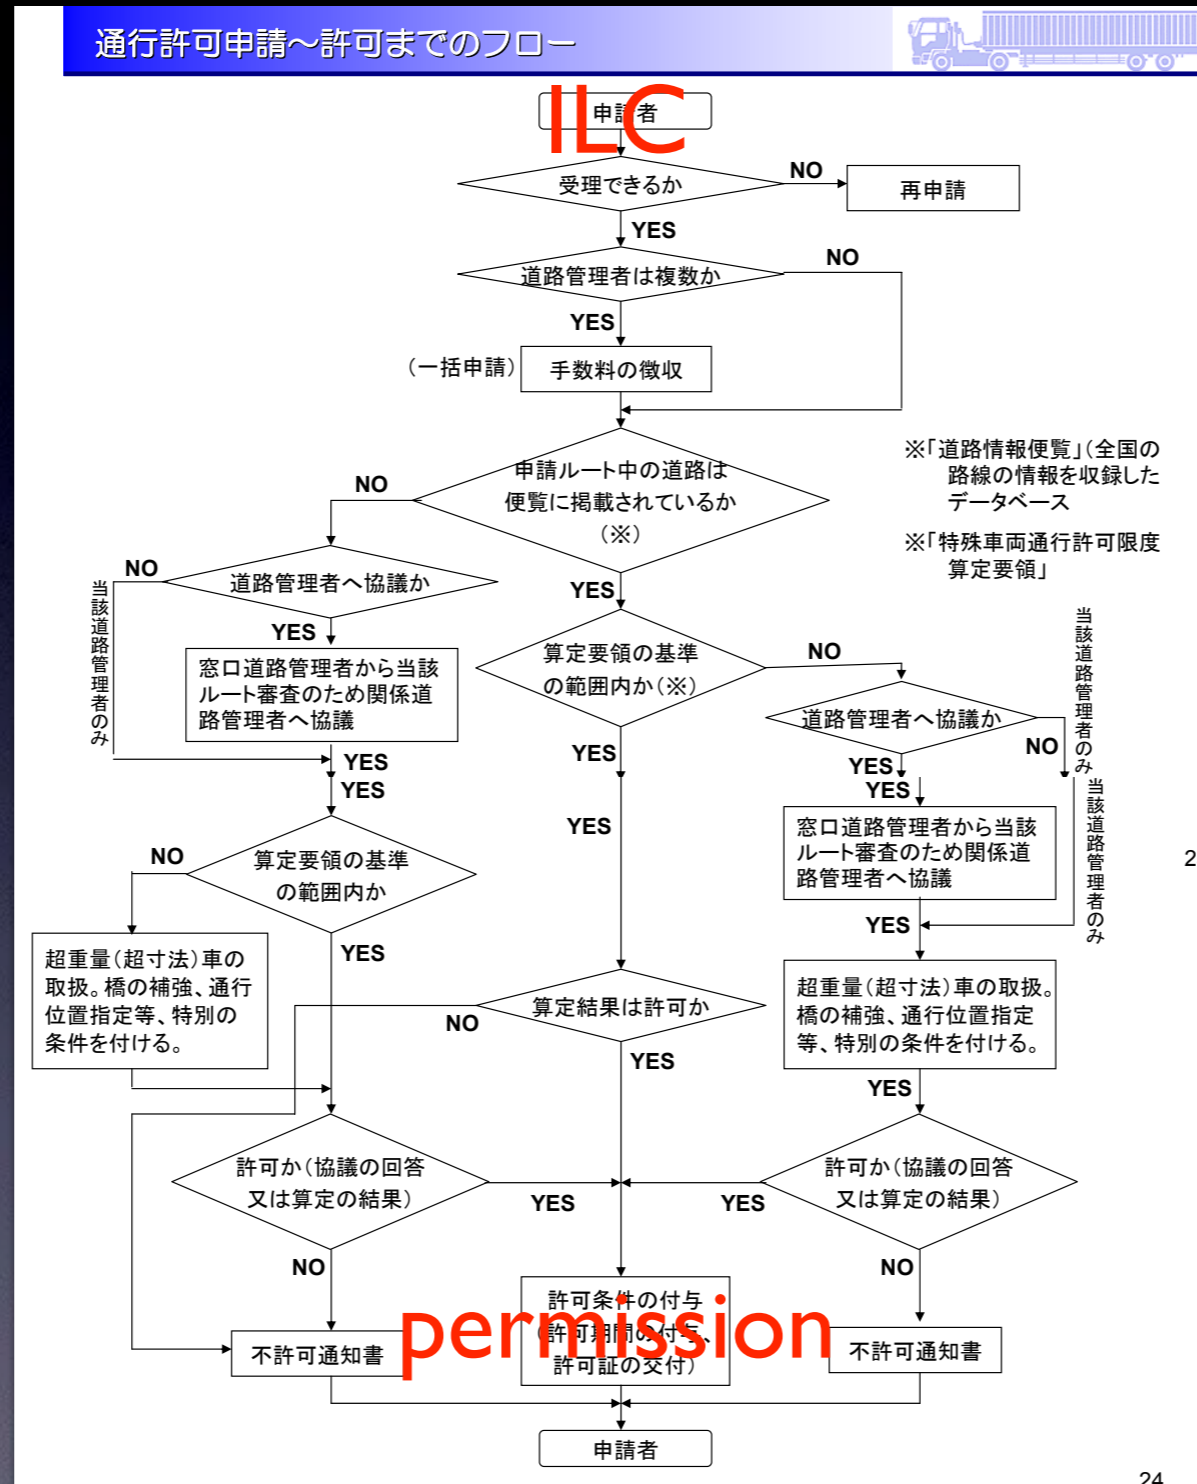 通行許可申請～許可までのフロー
申請者
ILC
受理できるか
NO
再申請
YES
道路管理者は複数か
NO
YES
（一括申請）
手数料の徴収
申請ルート中の道路は
便覧に掲載されているか
（※）
NO
YES
※「道路情報便覧」（全国の
路線の情報を収録した
データベース
※「特殊車両通行許可限度
算定要領」
道路管理者へ協議か
NO
当該道路管理者のみ
YES
窓口道路管理者から当該
ルート審査のため関係道
路管理者へ協議
YES
YES
算定要領の基準
の範囲内か（※）
NO
YES
YES
道路管理者へ協議か
NO
当該道路管理者のみ
YES
YES
当該道路管理者のみ
窓口道路管理者から当該
ルート審査のため関係道
路管理者へ協議
YES
2
算定要領の基準
の範囲内か
NO
YES
超重量（超寸法）車の
取扱。橋の補強、通行
位置指定等、特別の
条件を付ける。
算定結果は許可か
NO
YES
超重量（超寸法）車の取扱。
橋の補強、通行位置指定
等、特別の条件を付ける。
YES
許可か（協議の回答
又は算定の結果）
YES
NO
許可か（協議の回答
又は算定の結果）
YES
NO
不許可通知書
許可条件の付与
（許可期間の付与、
許可証の交付）
permission
不許可通知書
申請者
24